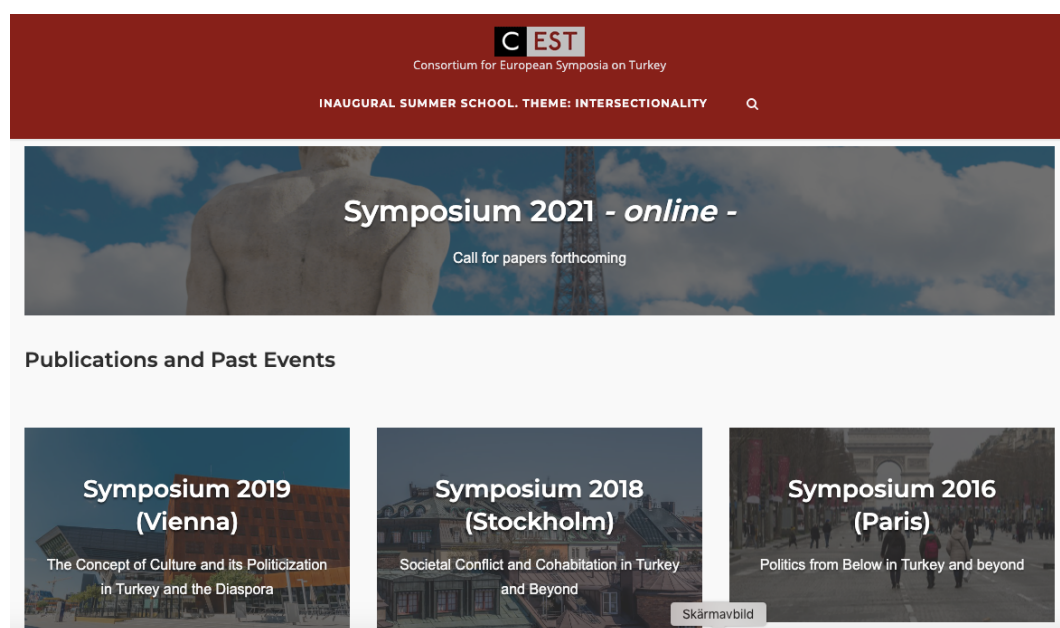 C EST
Consortium for European Symposia on Turkey
INAUGURAL SUMMER SCHOOL. THEME: INTERSECTIONALITY
Symposium 2021 - online -
Call for papers forthcoming
Publications and Past Events
Symposium 2019
(Vienna)
The Concept of Culture and its Politicization
in Turkey and the Diaspora
Symposium 2018
(Stockholm)
Societal Conflict and Cohabitation in Turkey
and Beyond
Symposium 2016
(Paris)
Politics from Below in Turkey and beyond
Skärmavbild